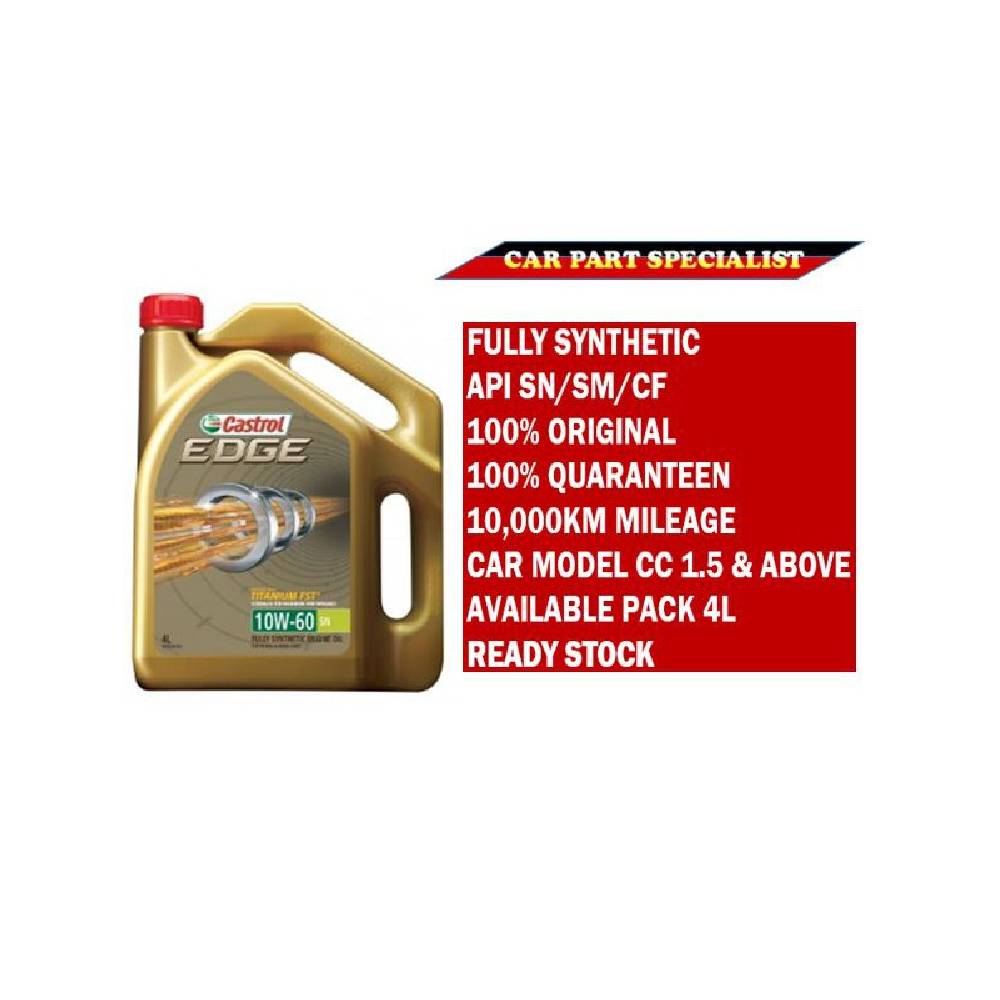 CAR PART SPECIALIST
FULLY SYNTHETIC
API SN/SM/CF
100% ORIGINAL
100% QUARANTEEN
10,000KM MILEAGE
CAR MODEL CC 1.5 & ABOVE
AVAILABLE PACK 4L
READY STOCK
Castrol
EDGE
TITANIUM FST
10W-60 SN
FULLY SYNTHETIC ENGINE OIL
4L